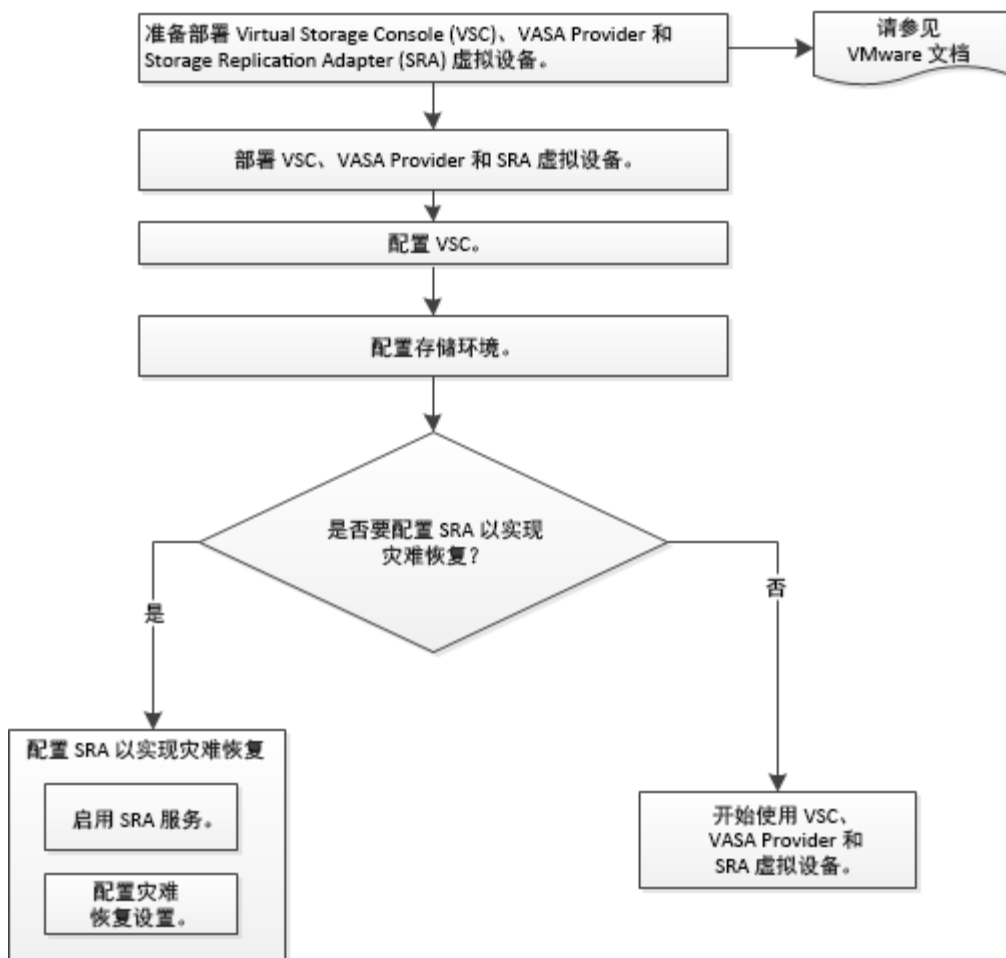 准备部署 Virtual Storage Console (VSC)、VASA Provider 和
Storage Replication Adapter (SRA) 虚拟设备。
请参见
VMware 文档
部署 VSC、VASA Provider 和 SRA 虚拟设备。
配置 VSC。
配置存储环境。
是否要配置 SRA 以实现
灾难恢复？
是
否
配置 SRA 以实现灾难恢复
启用 SRA 服务。
配置灾难
恢复设置。
开始使用 VSC、
VASA Provider 和
SRA 虚拟设备。